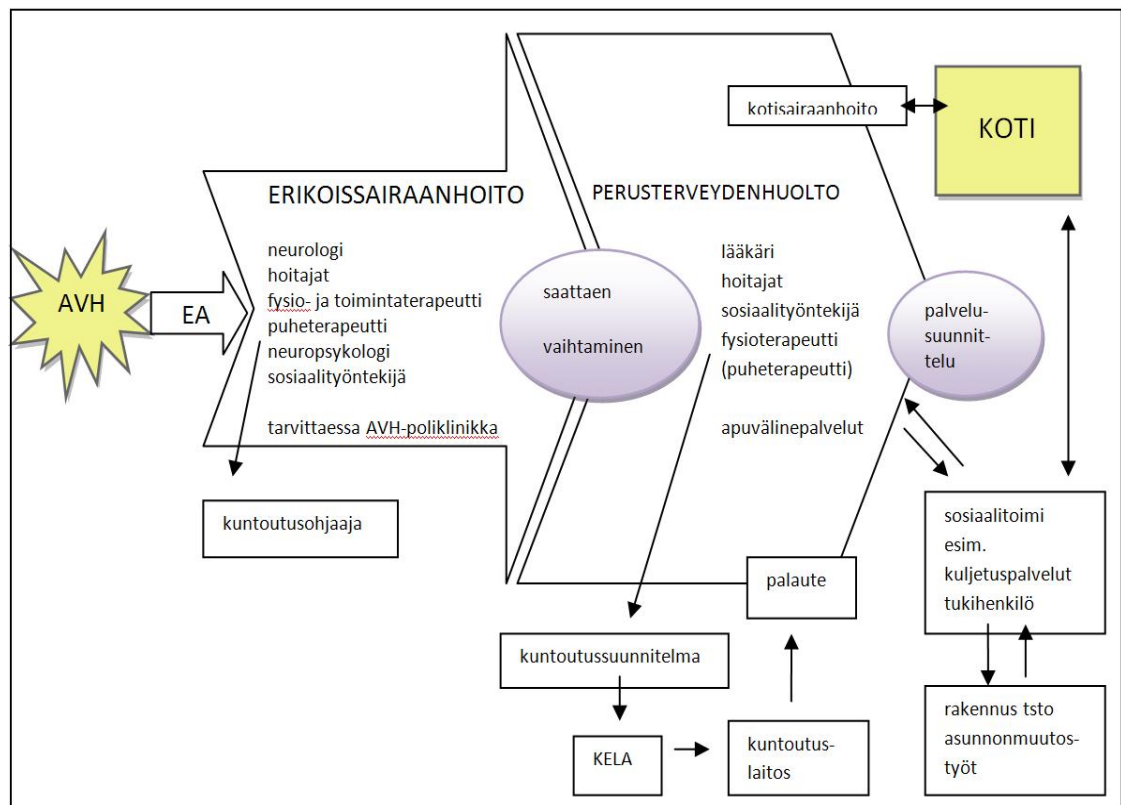 AVH
EA
ERIKOISSAIRAANHOITO
neurologi
hoitajat
fysio- ja toimintaterapeutti
puheterapeutti
neuropsykologi
sosiaalityöntekijä
tarvittaessa AVH-poliklinikka
kuntoutusohjaaja
saattaen
vaihtaminen
PERUSTERVEYDENHUOLTO
lääkäri
hoitajat
sosiaalityöntekijä
fysioterapeutti
(puheterapeutti)
apuvälinepalvelut
kotisairaanhoito
KOTI
palvelu-
suunnit-
telu
sosiaalitoimi
esim.
kuljetuspalvelut
tukihenkilö
rakennus tsto
asunnonmuutos-
työt
kuntoutussuunnitelma
KELA
kuntoutus-
laitos
palaute